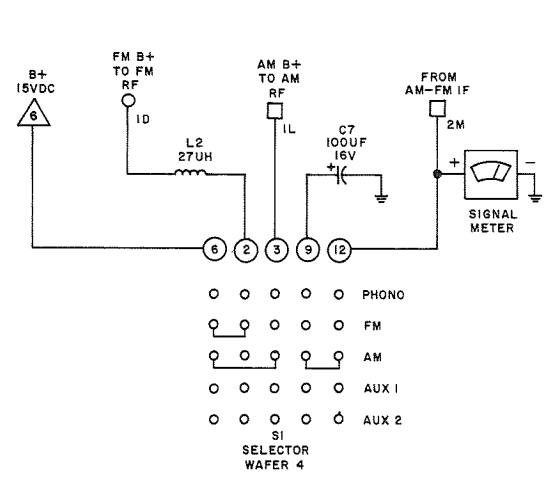 B+
15VDC
6
FM B+
TO FM
RF
1D
AM B+
TO AM
RF
1L
FROM
AM-FM IF
2M
L2
27UH
C7
100UF
16V
+
+
-
SIGNAL
METER
6 2 3 9 12
PHONO
FM
AM
AUX 1
AUX 2
S1
SELECTOR
WAFER 4